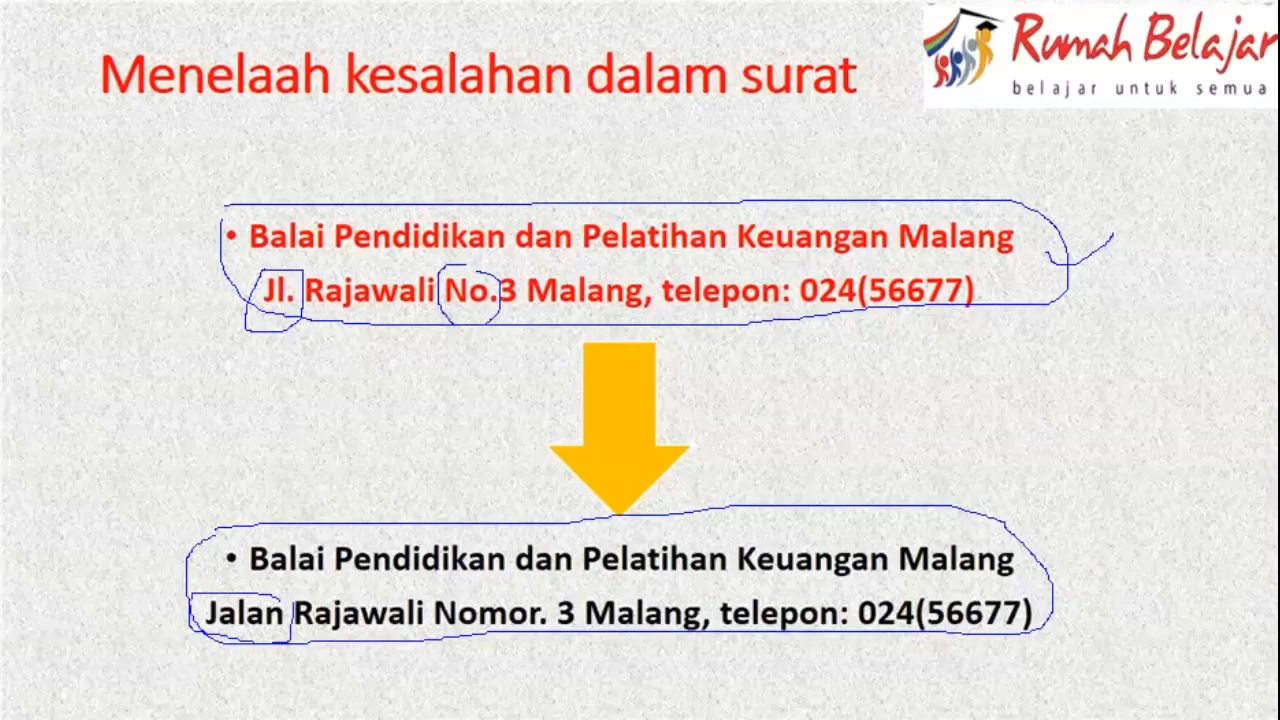 Menelaah kesalahan dalam surat
Rumah Belajar
belajar untuk semua
• Balai Pendidikan dan Pelatihan Keuangan Malang
Jl. Rajawali No.3 Malang, telepon: 024(56677)
• Balai Pendidikan dan Pelatihan Keuangan Malang
Jalan Rajawali Nomor. 3 Malang, telepon: 024(56677)